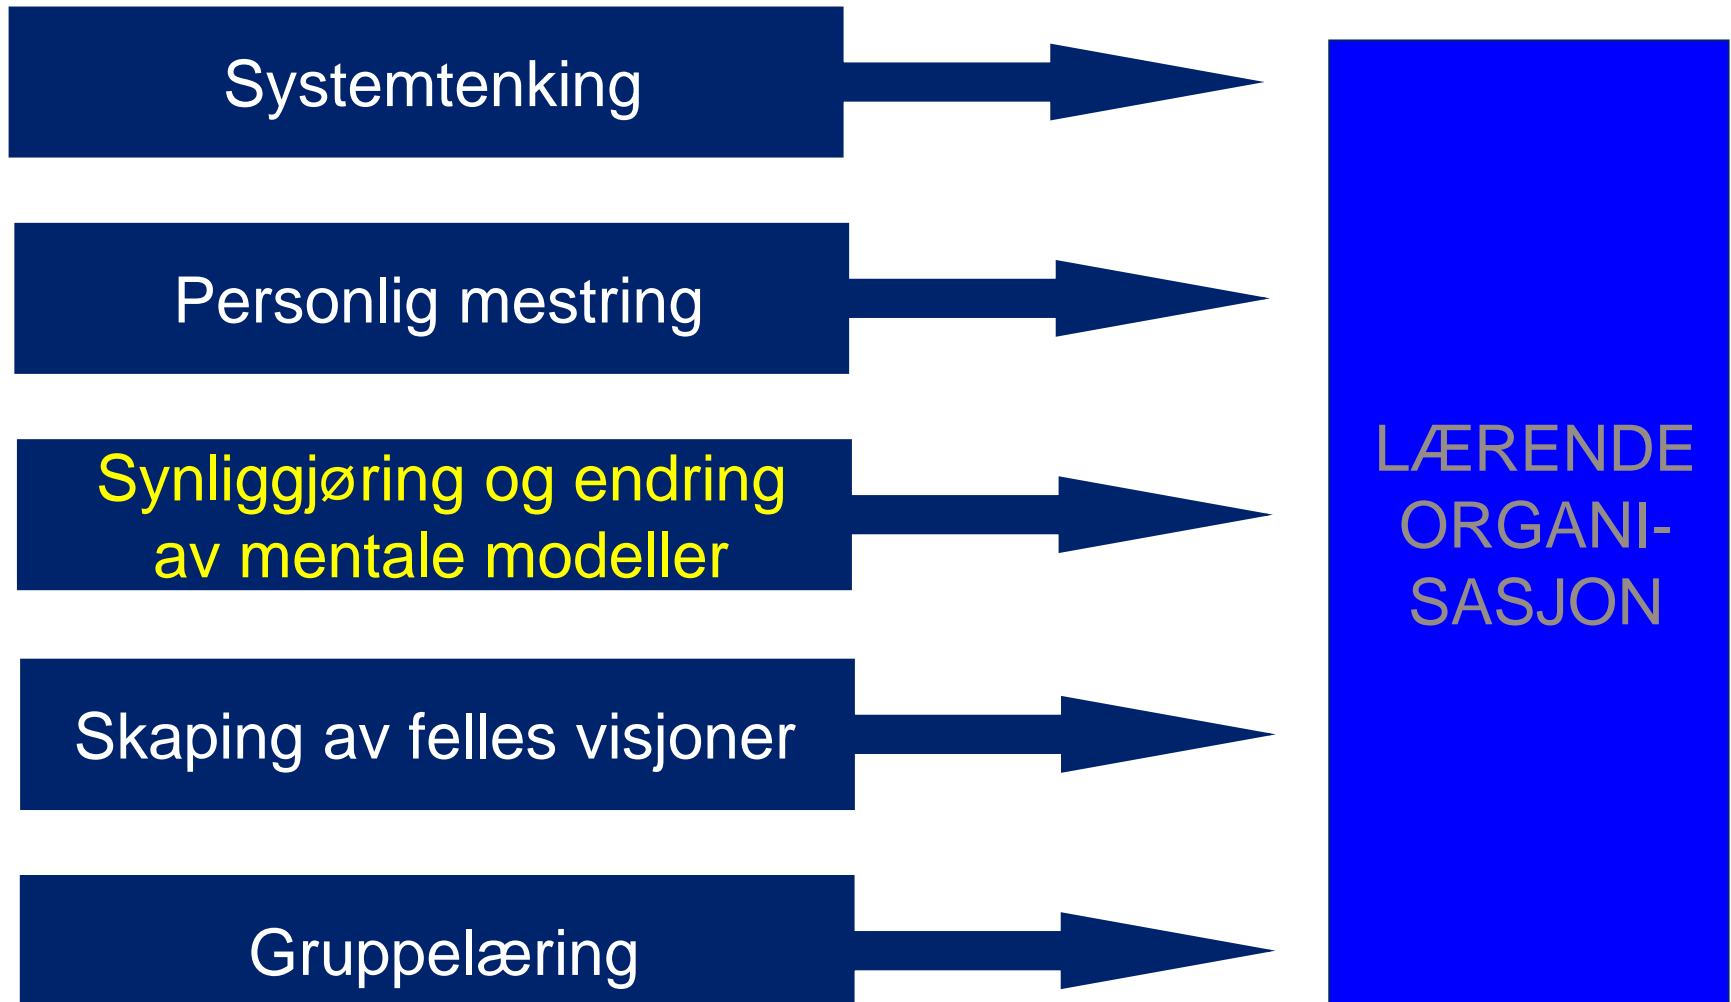 Systemtenking
Personlig mestring
Synliggjøring og endring
av mentale modeller
Skaping av felles visjoner
Gruppelæring
LÆRENDE
ORGANI-
SASJON